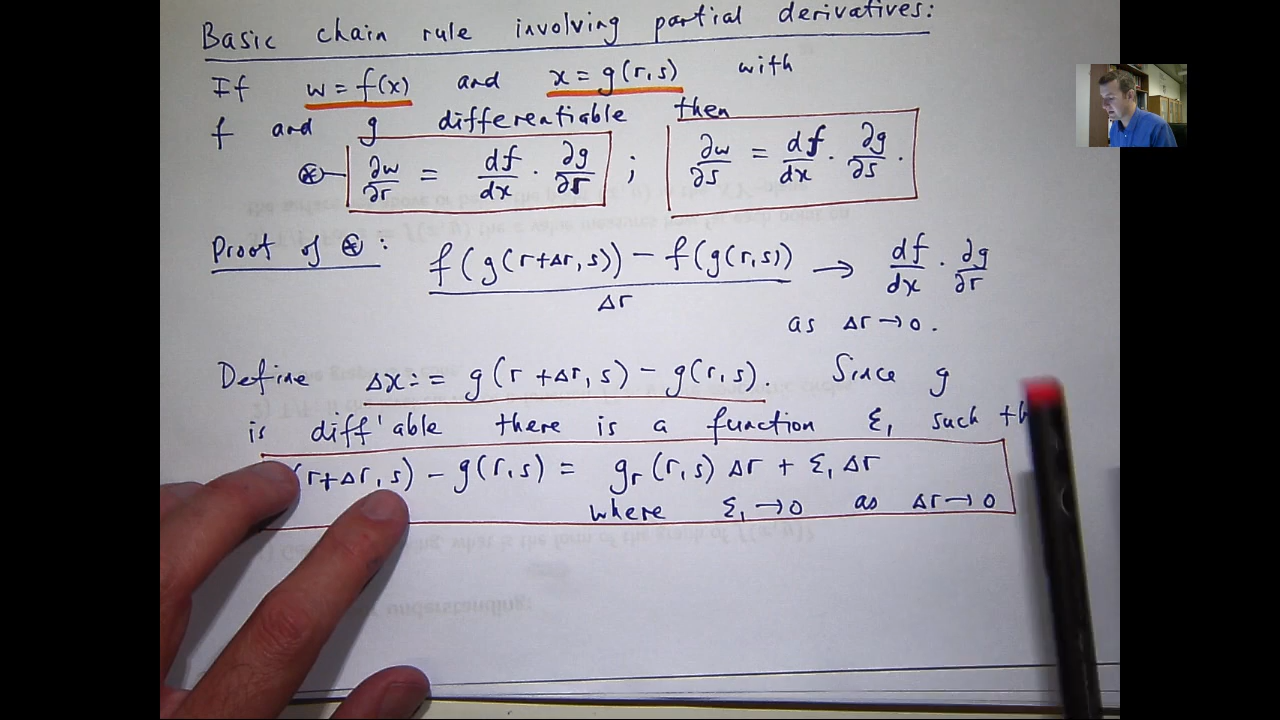 Basic chain rule involving partial derivatives:
If w = f(x) and x = g(r,s) with
f and g differentiable then
⊛ ∂w/∂r = df/dx · ∂g/∂r ; ∂w/∂s = df/dx · ∂g/∂s .
Proof of ⊛ : (f(g(r+Δr,s)) − f(g(r,s)))/Δr → df/dx · ∂g/∂r
as Δr → 0.
Define Δx := g(r+Δr,s) − g(r,s). Since g
is diff'able there is a function ε₁ such
(r+Δr,s) − g(r,s) = gᵣ(r,s) Δr + ε₁ Δr
where ε₁ → 0 as Δr → 0